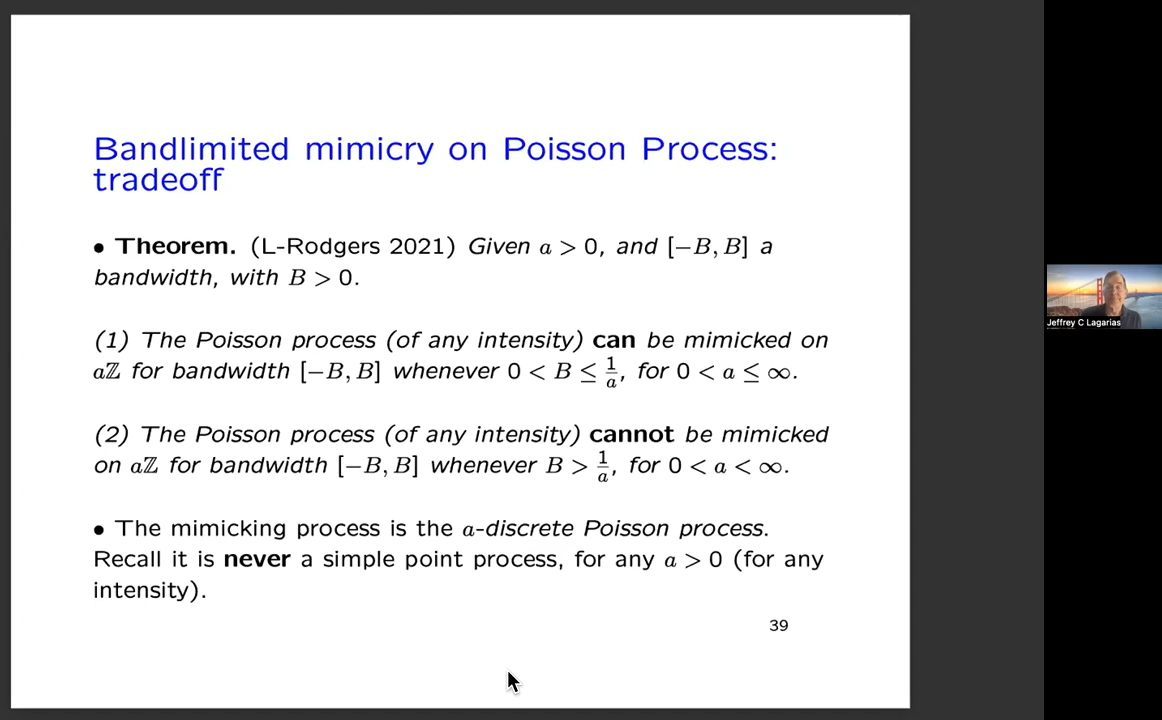 Bandlimited mimicry on Poisson Process:
tradeoff
• Theorem. (L-Rodgers 2021) Given a > 0, and [−B, B] a
bandwidth, with B > 0.
(1) The Poisson process (of any intensity) can be mimicked on
aℤ for bandwidth [−B, B] whenever 0 < B ≤ 1/a, for 0 < a ≤ ∞.
(2) The Poisson process (of any intensity) cannot be mimicked
on aℤ for bandwidth [−B, B] whenever B > 1/a, for 0 < a < ∞.
• The mimicking process is the a-discrete Poisson process.
Recall it is never a simple point process, for any a > 0 (for any
intensity).
39
Jeffrey C Lagarias